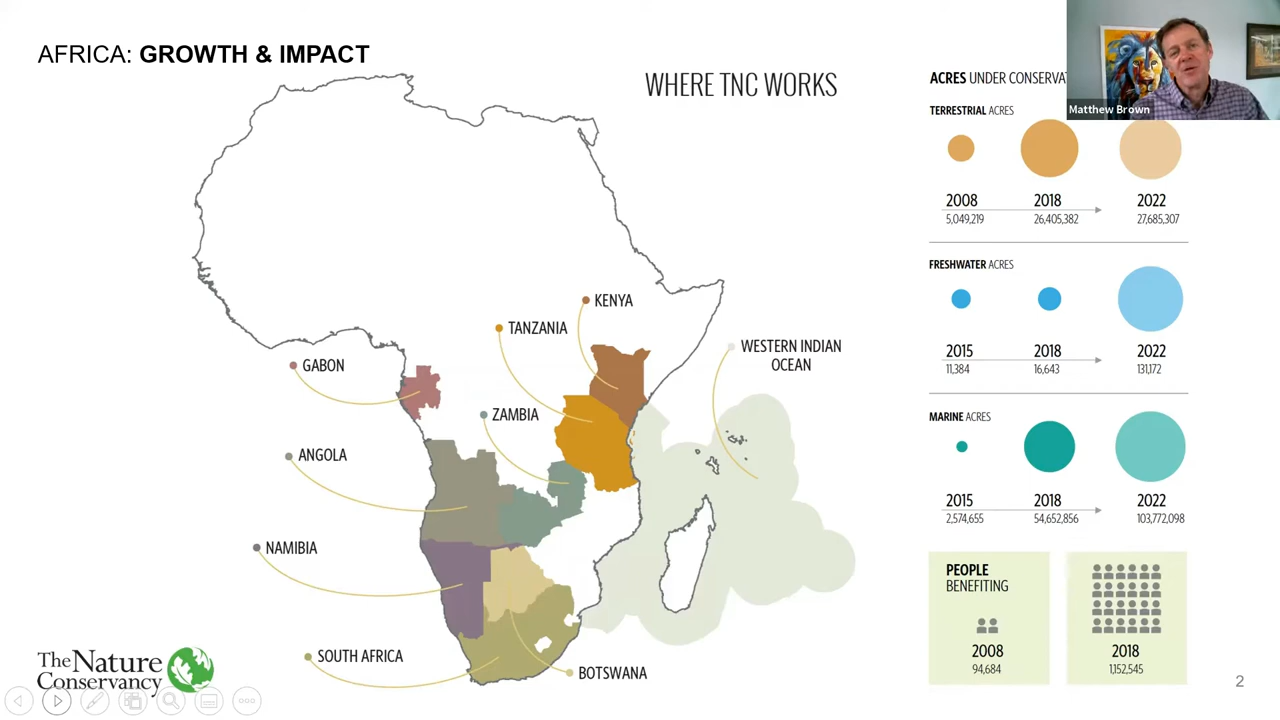 AFRICA: GROWTH & IMPACT
WHERE TNC WORKS
KENYA
TANZANIA
WESTERN INDIAN
OCEAN
GABON
ZAMBIA
ANGOLA
NAMIBIA
SOUTH AFRICA
BOTSWANA
The Nature
Conservancy
ACRES UNDER
Matthew Brown
TERRESTRIAL ACRES
2008 2018 2022
5,049,219 26,405,382 27,685,307
FRESHWATER ACRES
2015 2018 2022
11,384 16,643 131,172
MARINE ACRES
2015 2018 2022
2,574,655 54,652,856 103,772,098
PEOPLE
BENEFITING
2008 2018
94,684 1,152,545
2